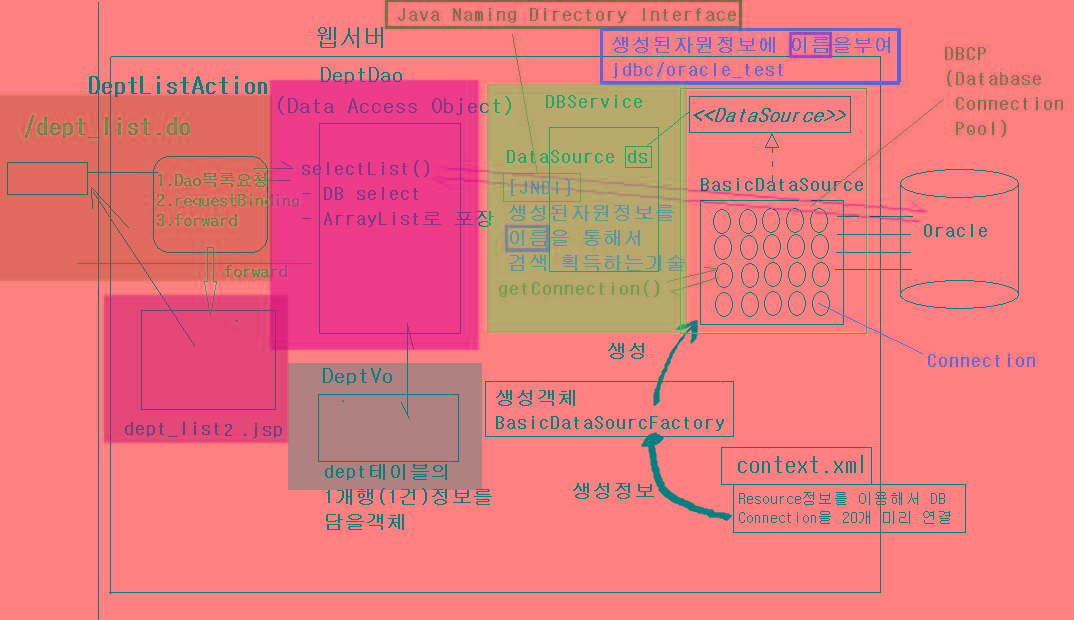 Java Naming Directory Interface
웹서버
생성된자원정보에 이름을부여
jdbc/oracle_test
DBCP
(Database
Connection
Pool)
DeptListAction
DeptDao
(Data Access Object)
DBService
<<DataSource>>
/dept_list.do
DataSource ds
selectList()
- DB select
- ArrayList로 포장
1.Dao목록요청
2.requestBinding
3.forward
[JNDI]
생성된자원정보를
이름을 통해서
검색 획득하는기술
getConnection()
BasicDataSource
Oracle
forward
생성
Connection
DeptVo
생성객체
BasicDataSourcFactory
dept_list2.jsp
context.xml
dept테이블의
1개행(1건)정보를
담을객체
생성정보
Resource정보를 이용해서 DB
Connection을 20개 미리 연결